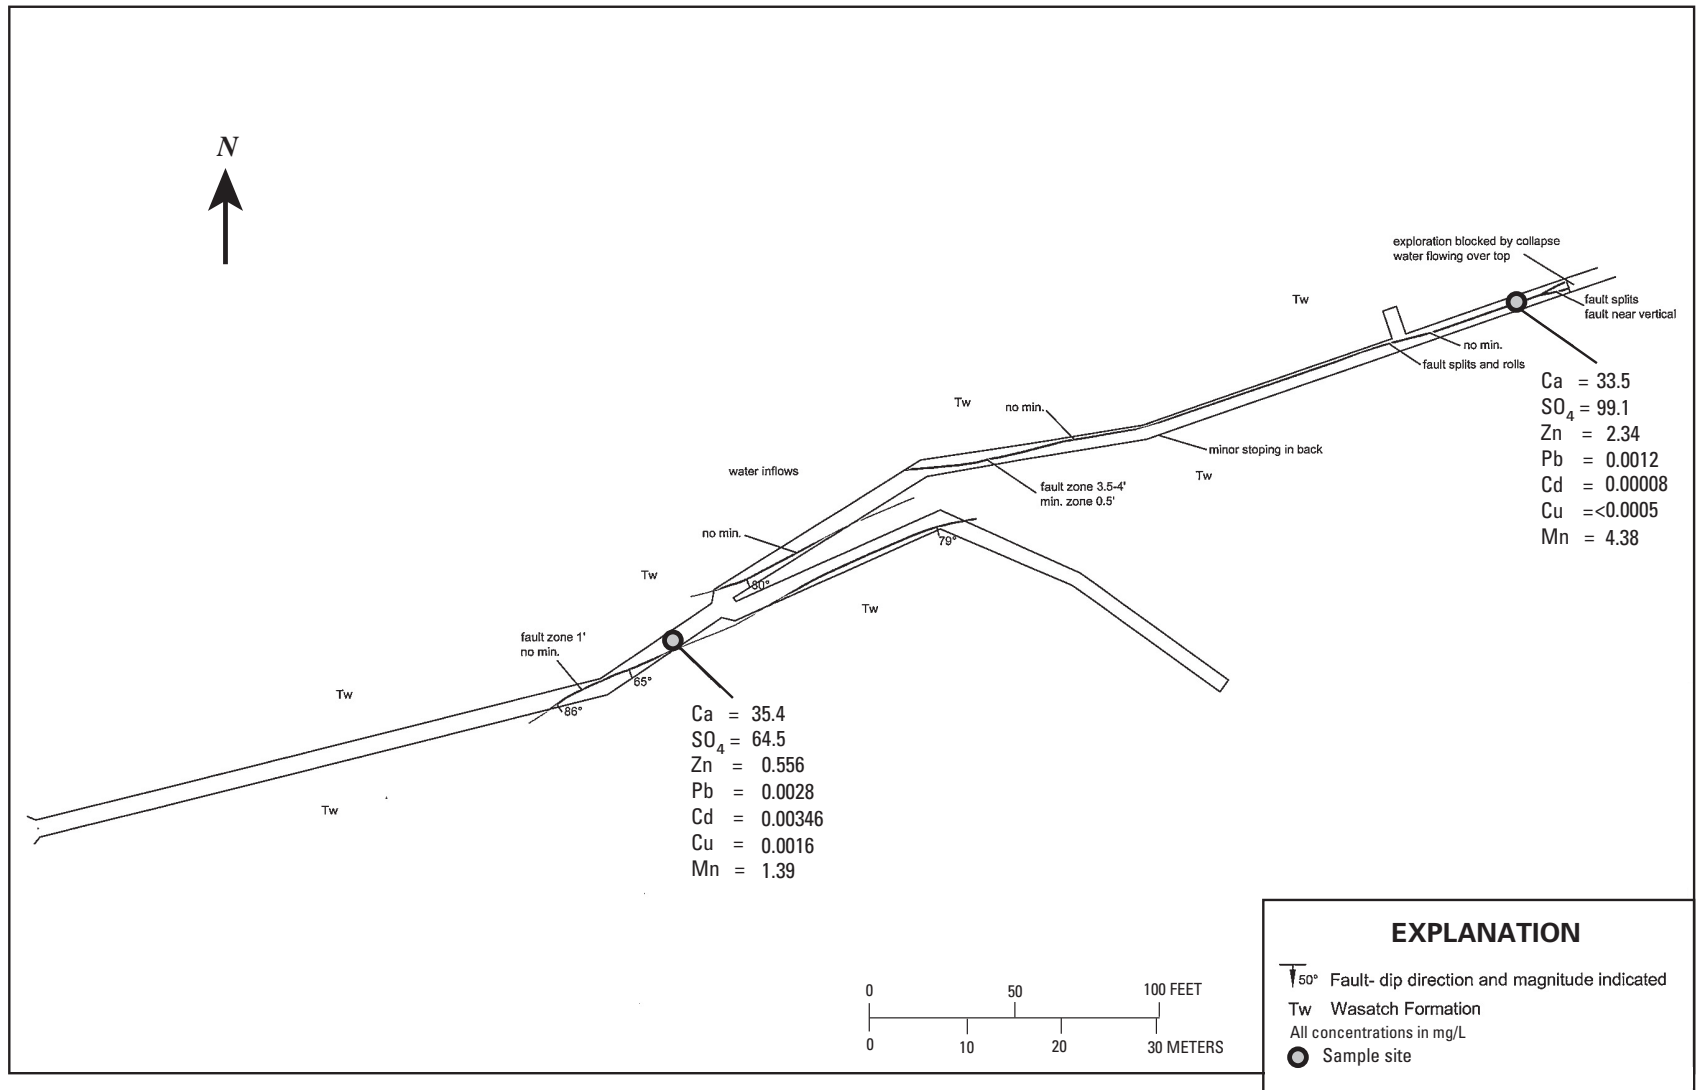 N
exploration blocked by collapse
water flowing over top
Tw
fault splits
fault near vertical
no min.
fault splits and rolls
Ca = 33.5
SO4 = 99.1
Zn = 2.34
Pb = 0.0012
Cd = 0.00008
Cu =<0.0005
Mn = 4.38
Tw
no min.
minor stoping in back
Tw
water inflows
fault zone 3.5-4'
min. zone 0.5'
no min.
79°
Tw
80°
Tw
fault zone 1'
no min.
65°
86°
Tw
Ca = 35.4
SO4 = 64.5
Zn = 0.556
Pb = 0.0028
Cd = 0.00346
Cu = 0.0016
Mn = 1.39
Tw
EXPLANATION
50° Fault- dip direction and magnitude indicated
Tw Wasatch Formation
All concentrations in mg/L
Sample site
0 50 100 FEET
0 10 20 30 METERS